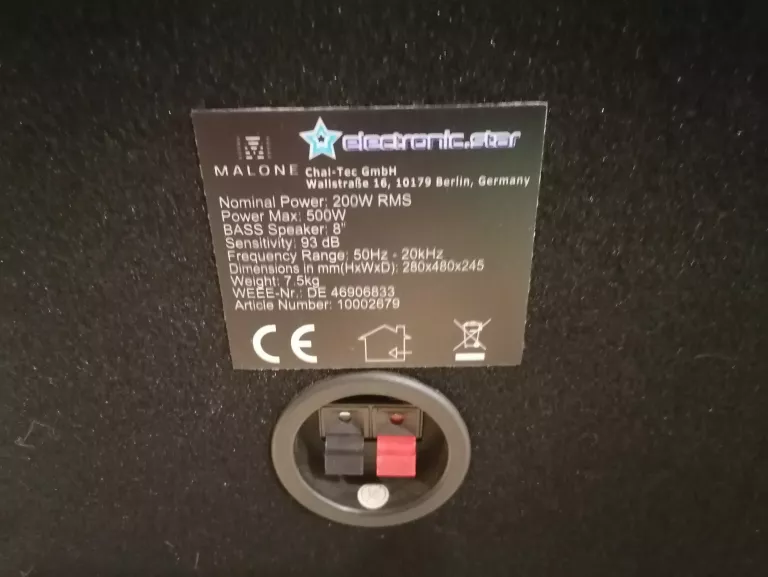 electronic.star
MALONE
Chal-Tec GmbH
Wallstraße 16, 10179 Berlin, Germany
Nominal Power: 200W RMS
Power Max: 500W
BASS Speaker: 8"
Sensitivity: 93 dB
Frequency Range: 50Hz - 20kHz
Dimensions in mm(HxWxD): 280x480x245
Weight: 7.5kg
WEEE-Nr.: DE 46906833
Article Number: 10002679
CE